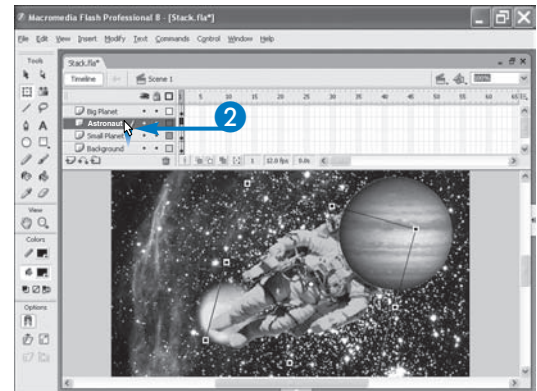 Macromedia Flash Professional 8 - [Stack.fla*]
File Edit View Insert Modify Text Commands Control Window Help
Tools
Stack.fla*
Timeline Scene 1
5 10 15 20 25 30 35 40 45 50 55 60 65
Big Planet
Astronaut
2
Small Planet
Background
1 12.0 fps 0.0s
View
Colors
Options